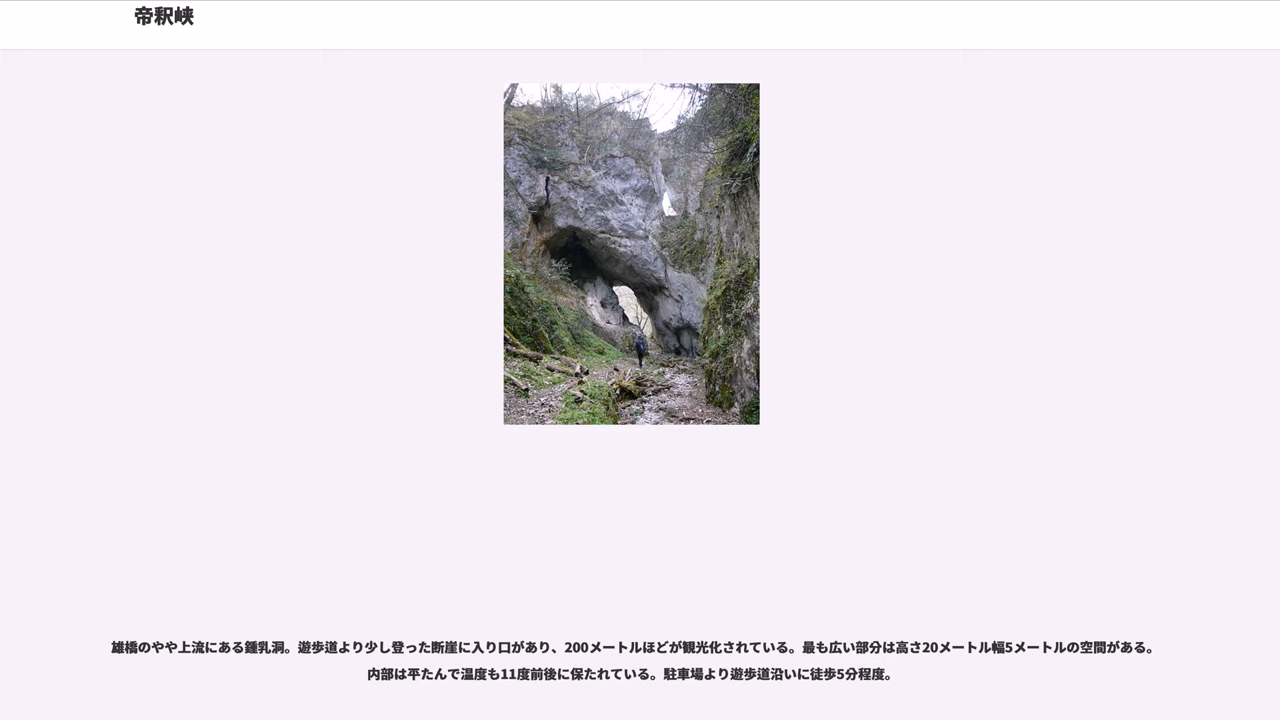 帝釈峡
雄橋のやや上流にある鍾乳洞。遊歩道より少し登った断崖に入り口があり、200メートルほどが観光化されている。最も広い部分は高さ20メートル幅5メートルの空間がある。
内部は平たんで温度も11度前後に保たれている。駐車場より遊歩道沿いに徒歩5分程度。